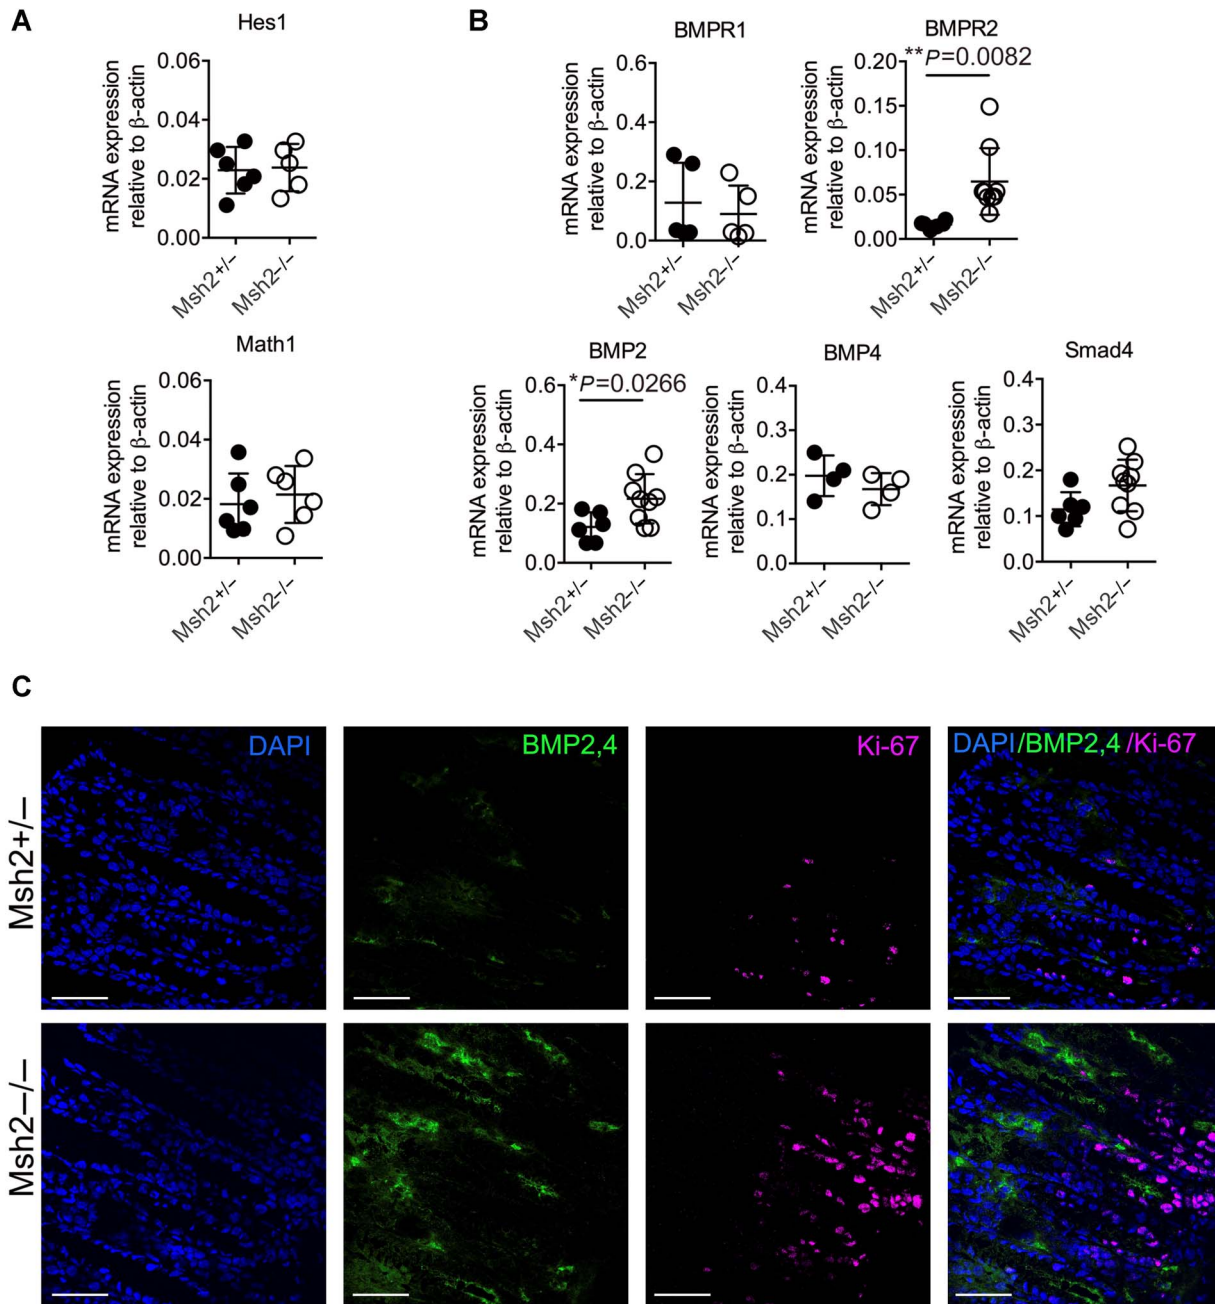 A
Hes1
mRNA expression
relative to β-actin
0.06
0.04
0.02
0.00
Msh2+/−
Msh2−/−
Math1
mRNA expression
relative to β-actin
0.06
0.04
0.02
0.00
Msh2+/−
Msh2−/−
B
BMPR1
mRNA expression
relative to β-actin
0.6
0.4
0.2
0.0
Msh2+/−
Msh2−/−
BMPR2
**P=0.0082
mRNA expression
relative to β-actin
0.20
0.15
0.10
0.05
0.00
Msh2+/−
Msh2−/−
BMP2
*P=0.0266
mRNA expression
relative to β-actin
0.6
0.4
0.2
0.0
Msh2+/−
Msh2−/−
BMP4
mRNA expression
relative to β-actin
0.4
0.3
0.2
0.1
0.0
Msh2+/−
Msh2−/−
Smad4
mRNA expression
relative to β-actin
0.4
0.3
0.2
0.1
0.0
Msh2+/−
Msh2−/−
C
DAPI
BMP2,4
Ki-67
DAPI/BMP2,4 /Ki-67
Msh2+/−
Msh2−/−